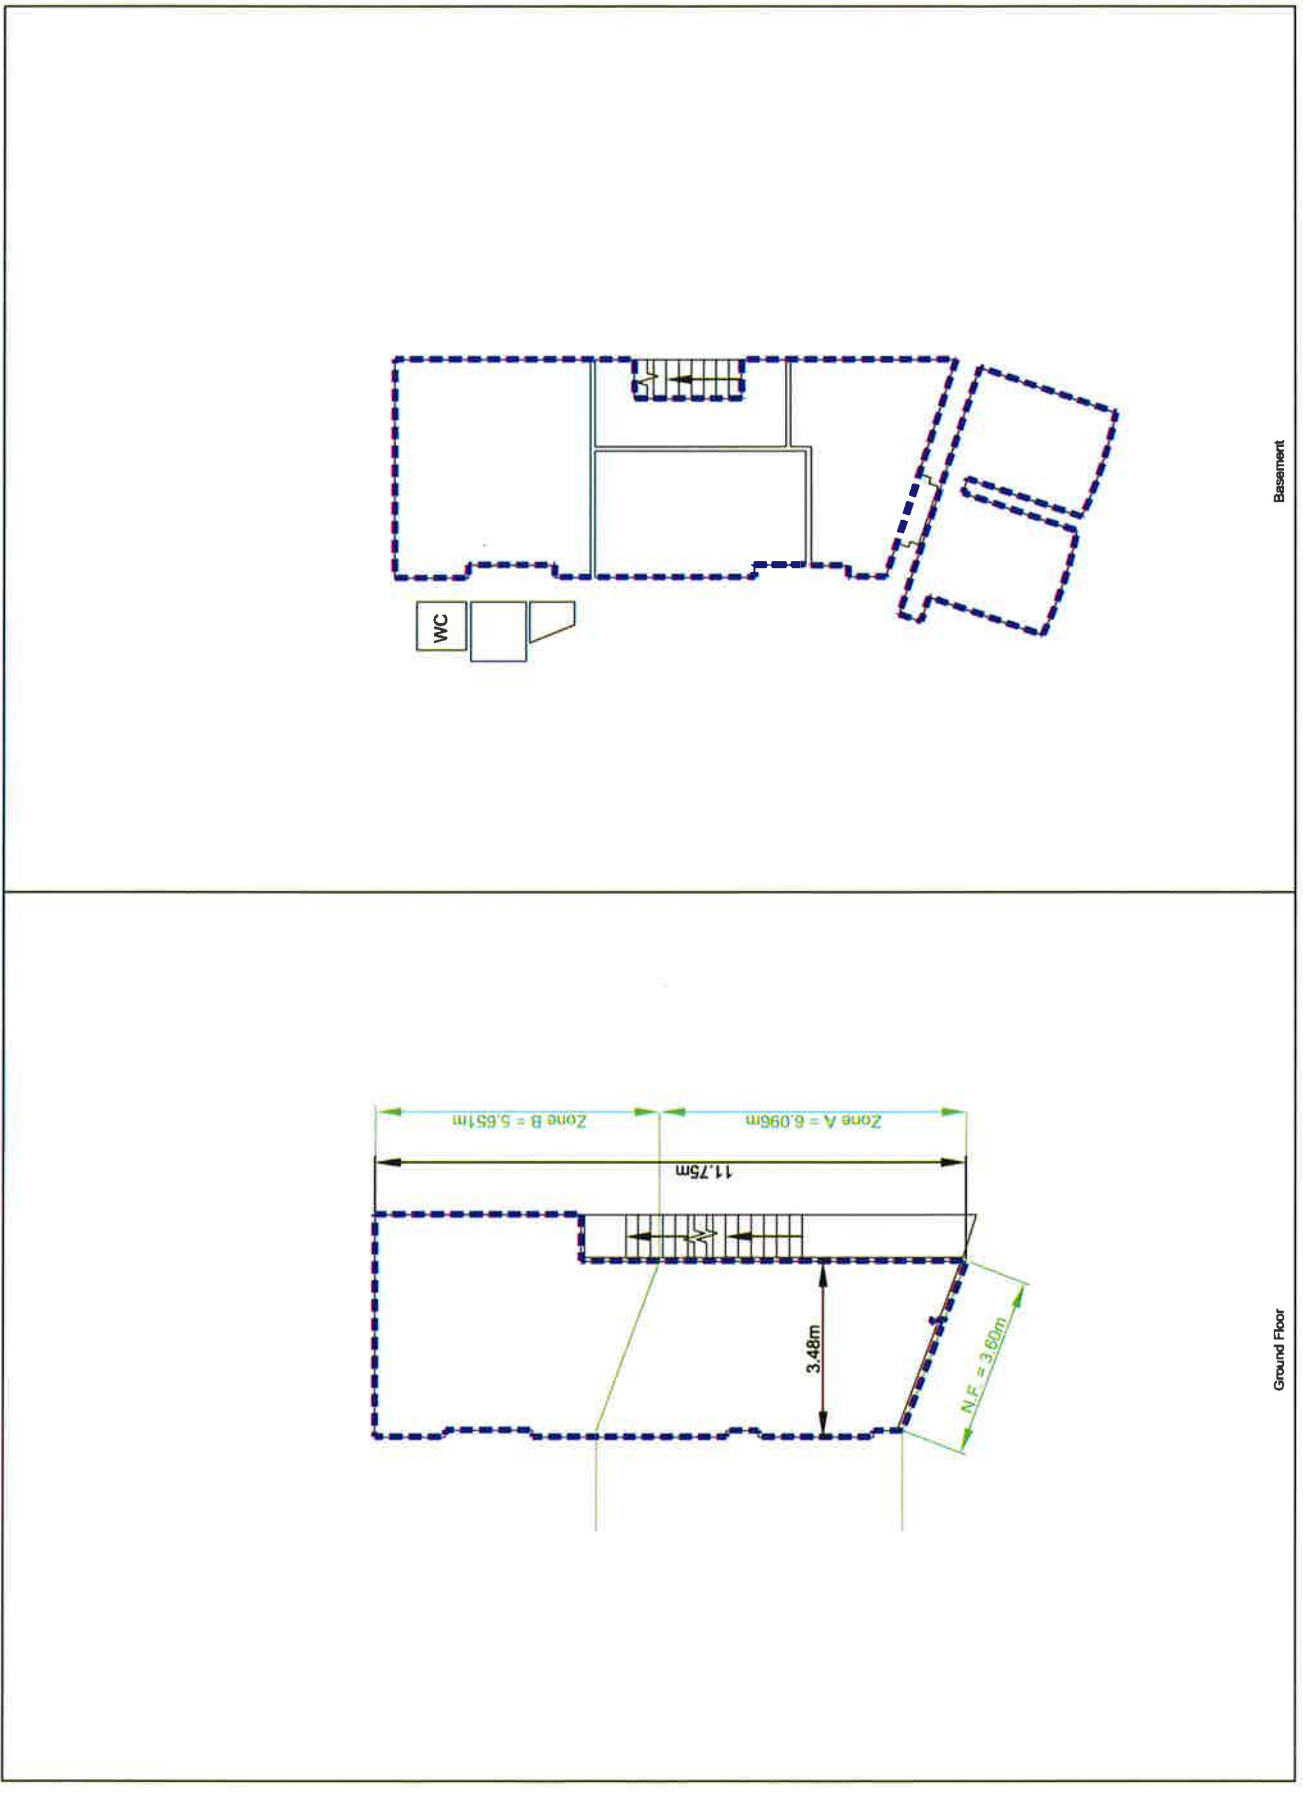 WC
Basement
Zone B = 5.651m
Zone A = 6.096m
11.75m
3.48m
N.F. = 3.60m
Ground Floor